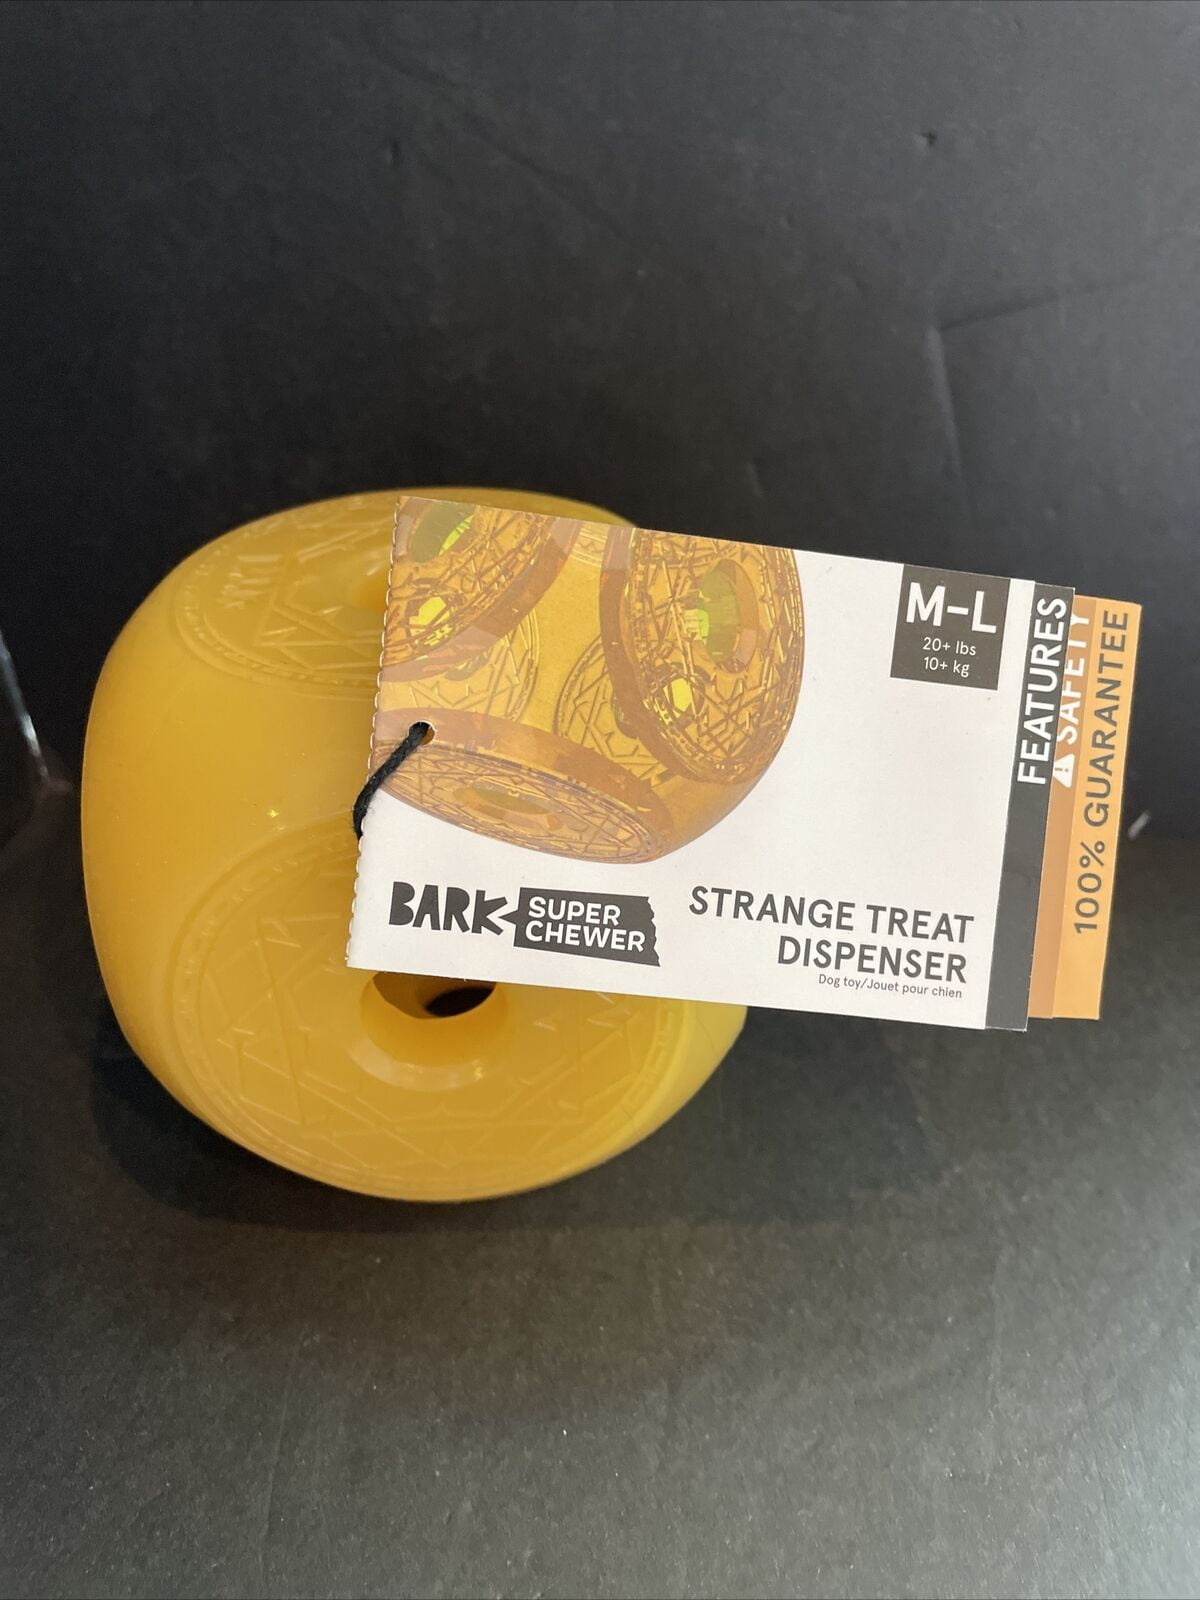 M-L
20+ lbs
10+ kg
FEATURES
SAFETY
100% GUARANTEE
BARK
SUPER
CHEWER
STRANGE TREAT
DISPENSER
Dog toy/Jouet pour chien